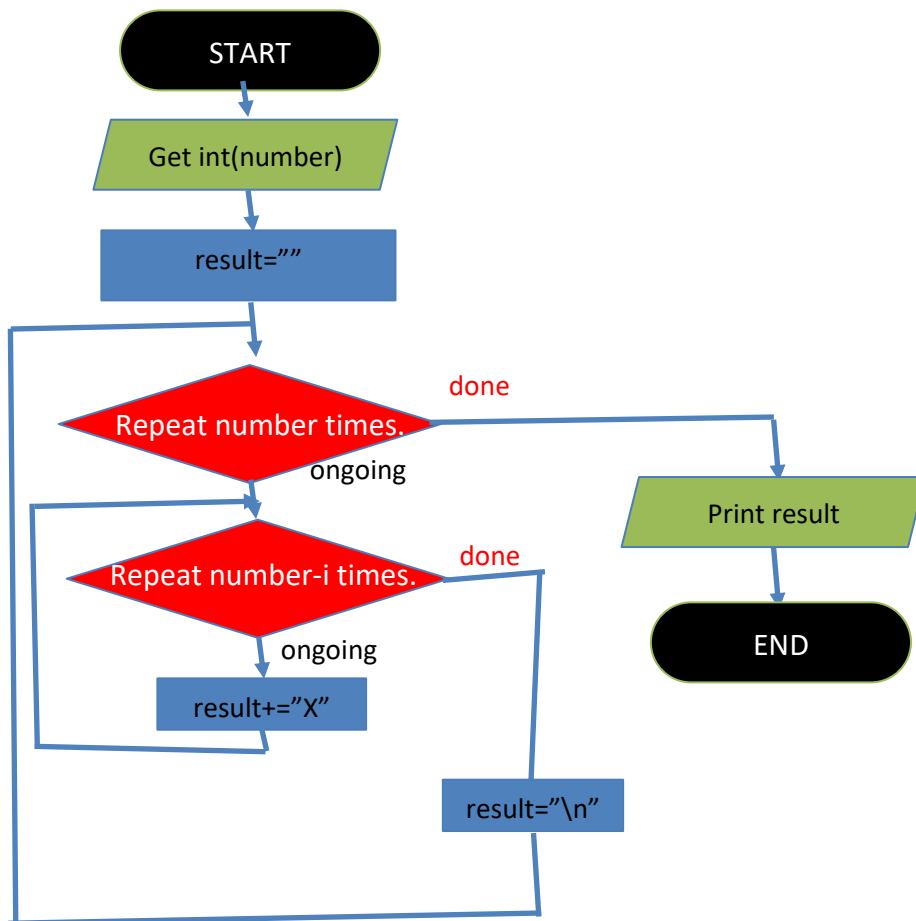 START
Get int(number)
result=””
done
Repeat number times.
ongoing
Print result
done
Repeat number-i times.
END
ongoing
result+=”X”
result=”\n”